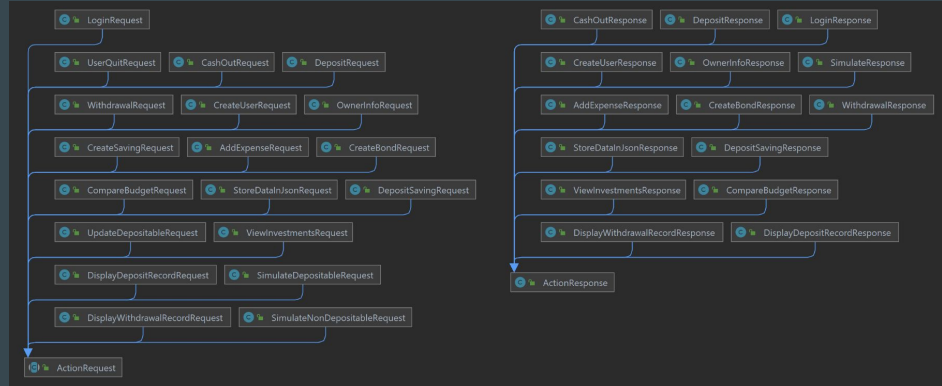 LoginRequest
UserQuitRequest CashOutRequest DepositRequest
WithdrawalRequest CreateUserRequest OwnerInfoRequest
CreateSavingRequest AddExpenseRequest CreateBondRequest
CompareBudgetRequest StoreDataInJsonRequest DepositSavingRequest
UpdateDepositableRequest ViewInvestmentsRequest
DisplayDepositRecordRequest SimulateDepositableRequest
DisplayWithdrawalRecordRequest SimulateNonDepositableRequest
ActionRequest
CashOutResponse DepositResponse LoginResponse
CreateUserResponse OwnerInfoResponse SimulateResponse
AddExpenseResponse CreateBondResponse WithdrawalResponse
StoreDataInJsonResponse DepositSavingResponse
ViewInvestmentsResponse CompareBudgetResponse
DisplayWithdrawalRecordResponse DisplayDepositRecordResponse
ActionResponse